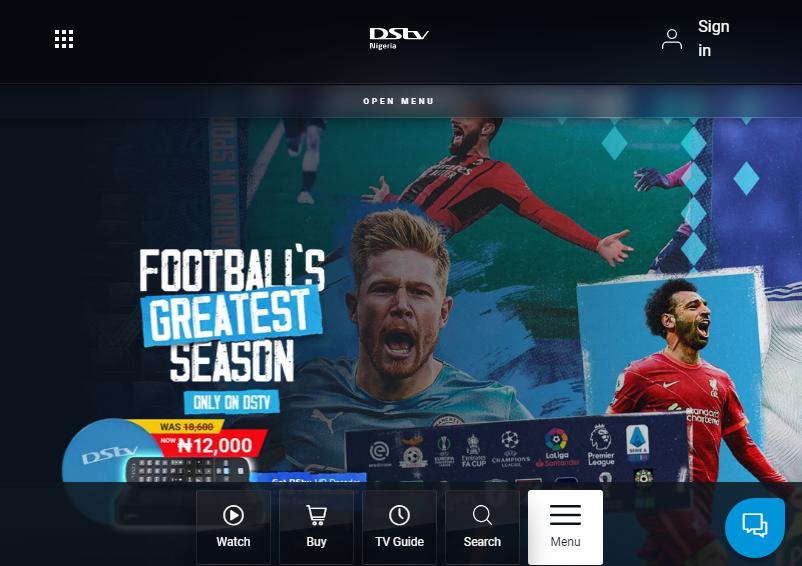 DStv
Nigeria
Sign
in
OPEN MENU
FOOTBALL'S
GREATEST
SEASON
ONLY ON DSTV
WAS 18,600
NOW ₦12,000
DStv
Standard
Chartered
eredivisie
Emirates
FA CUP
CHAMPIONS
LEAGUE
LaLiga
Santander
Premier
League
SERIE A
Get DStv HD Decoder
Watch
Buy
TV Guide
Search
Menu